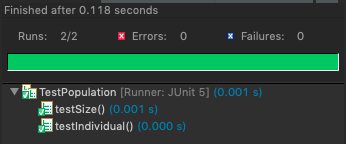 Finished after 0.118 seconds
Runs: 2/2 Errors: 0 Failures: 0
TestPopulation [Runner: JUnit 5] (0.001 s)
testSize() (0.001 s)
testIndividual() (0.000 s)